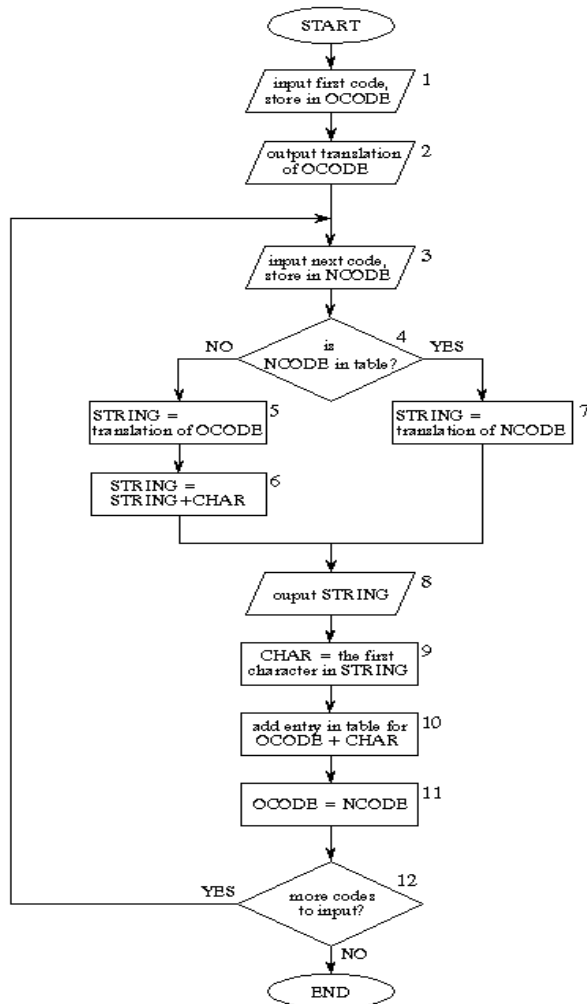 START
1
input first code,
store in OCODE
2
output translation
of OCODE
3
input next code,
store in NCODE
4
NO
is
YES
NCODE in table?
5
STRING =
translation of OCODE
7
STRING =
translation of NCODE
6
STRING =
STRING+CHAR
8
ouput STRING
9
CHAR = the first
character in STRING
10
add entry in table for
OCODE + CHAR
11
OCODE = NCODE
12
YES
more codes
to input?
NO
END